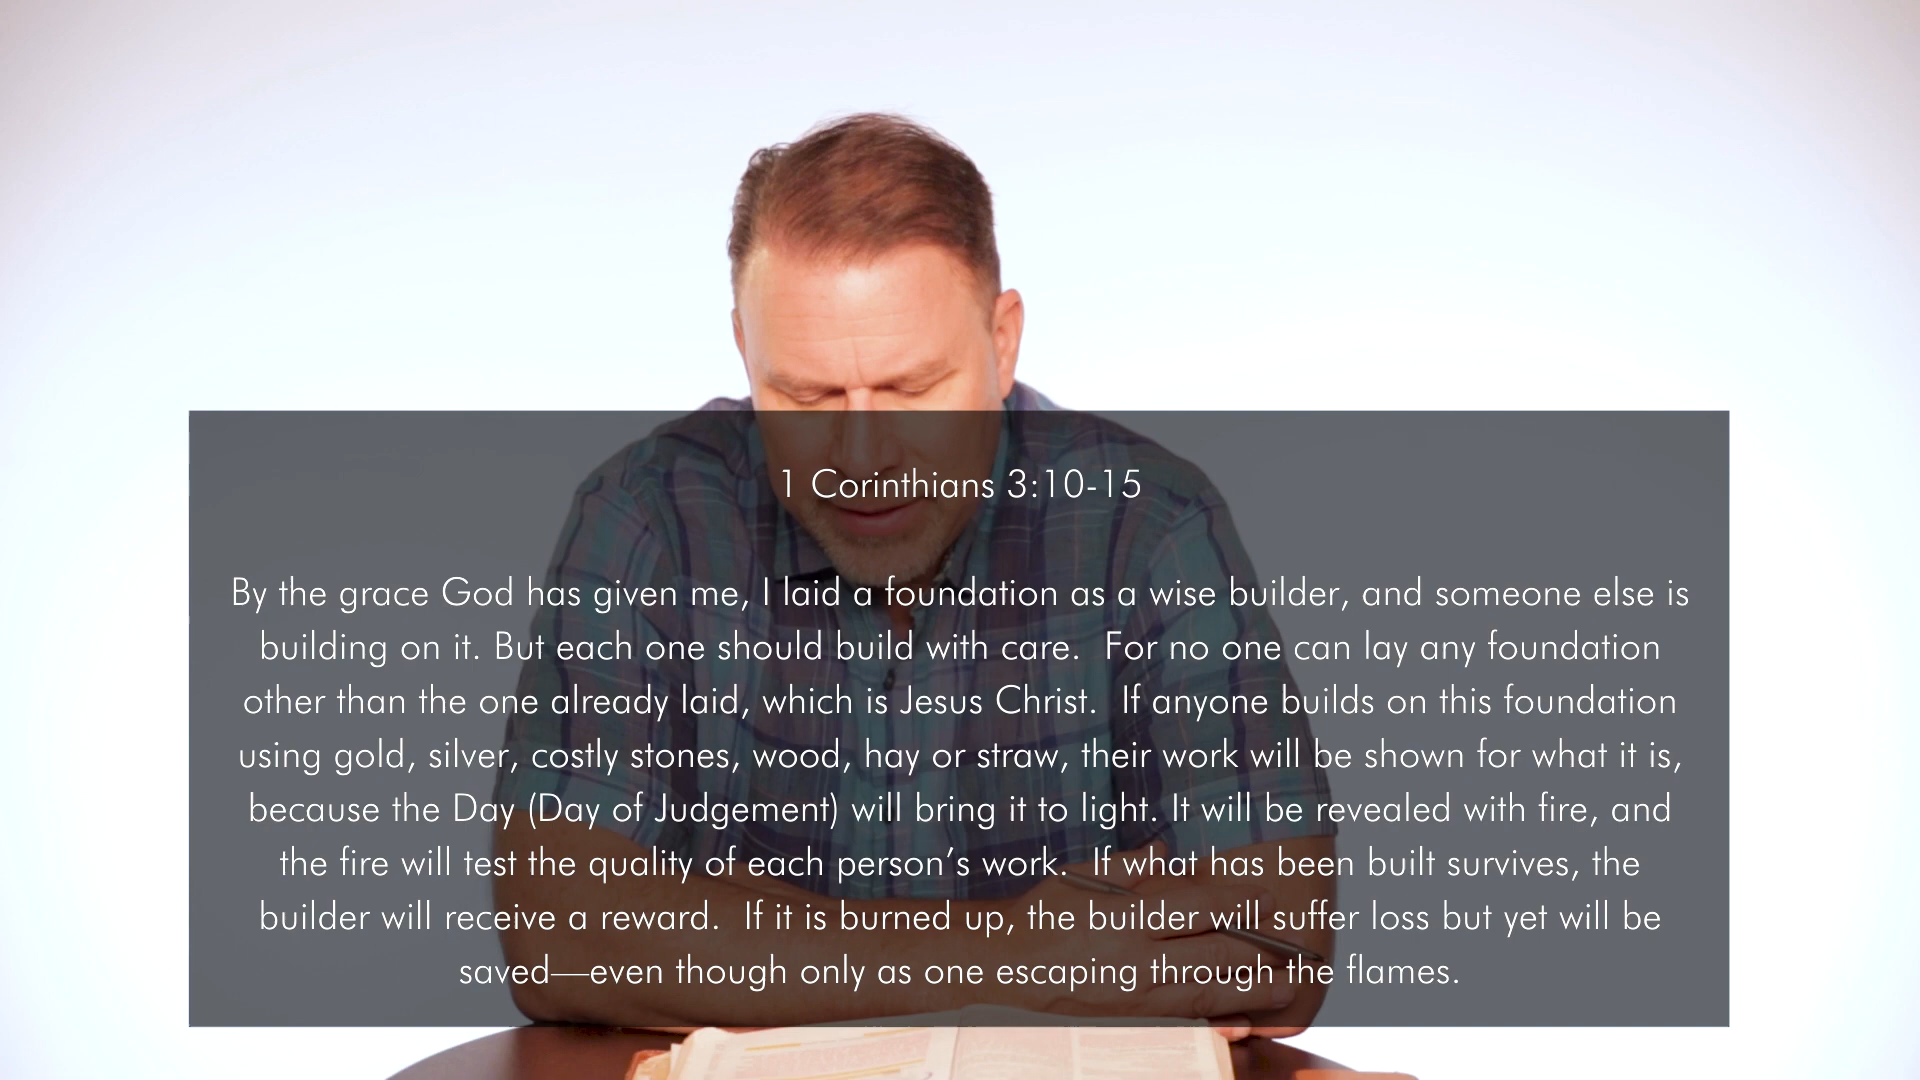 1 Corinthians 3:10-15
By the grace God has given me, I laid a foundation as a wise builder, and someone else is
building on it. But each one should build with care.  For no one can lay any foundation
other than the one already laid, which is Jesus Christ.  If anyone builds on this foundation
using gold, silver, costly stones, wood, hay or straw, their work will be shown for what it is,
because the Day (Day of Judgement) will bring it to light. It will be revealed with fire, and
the fire will test the quality of each person’s work.  If what has been built survives, the
builder will receive a reward.  If it is burned up, the builder will suffer loss but yet will be
saved—even though only as one escaping through the flames.